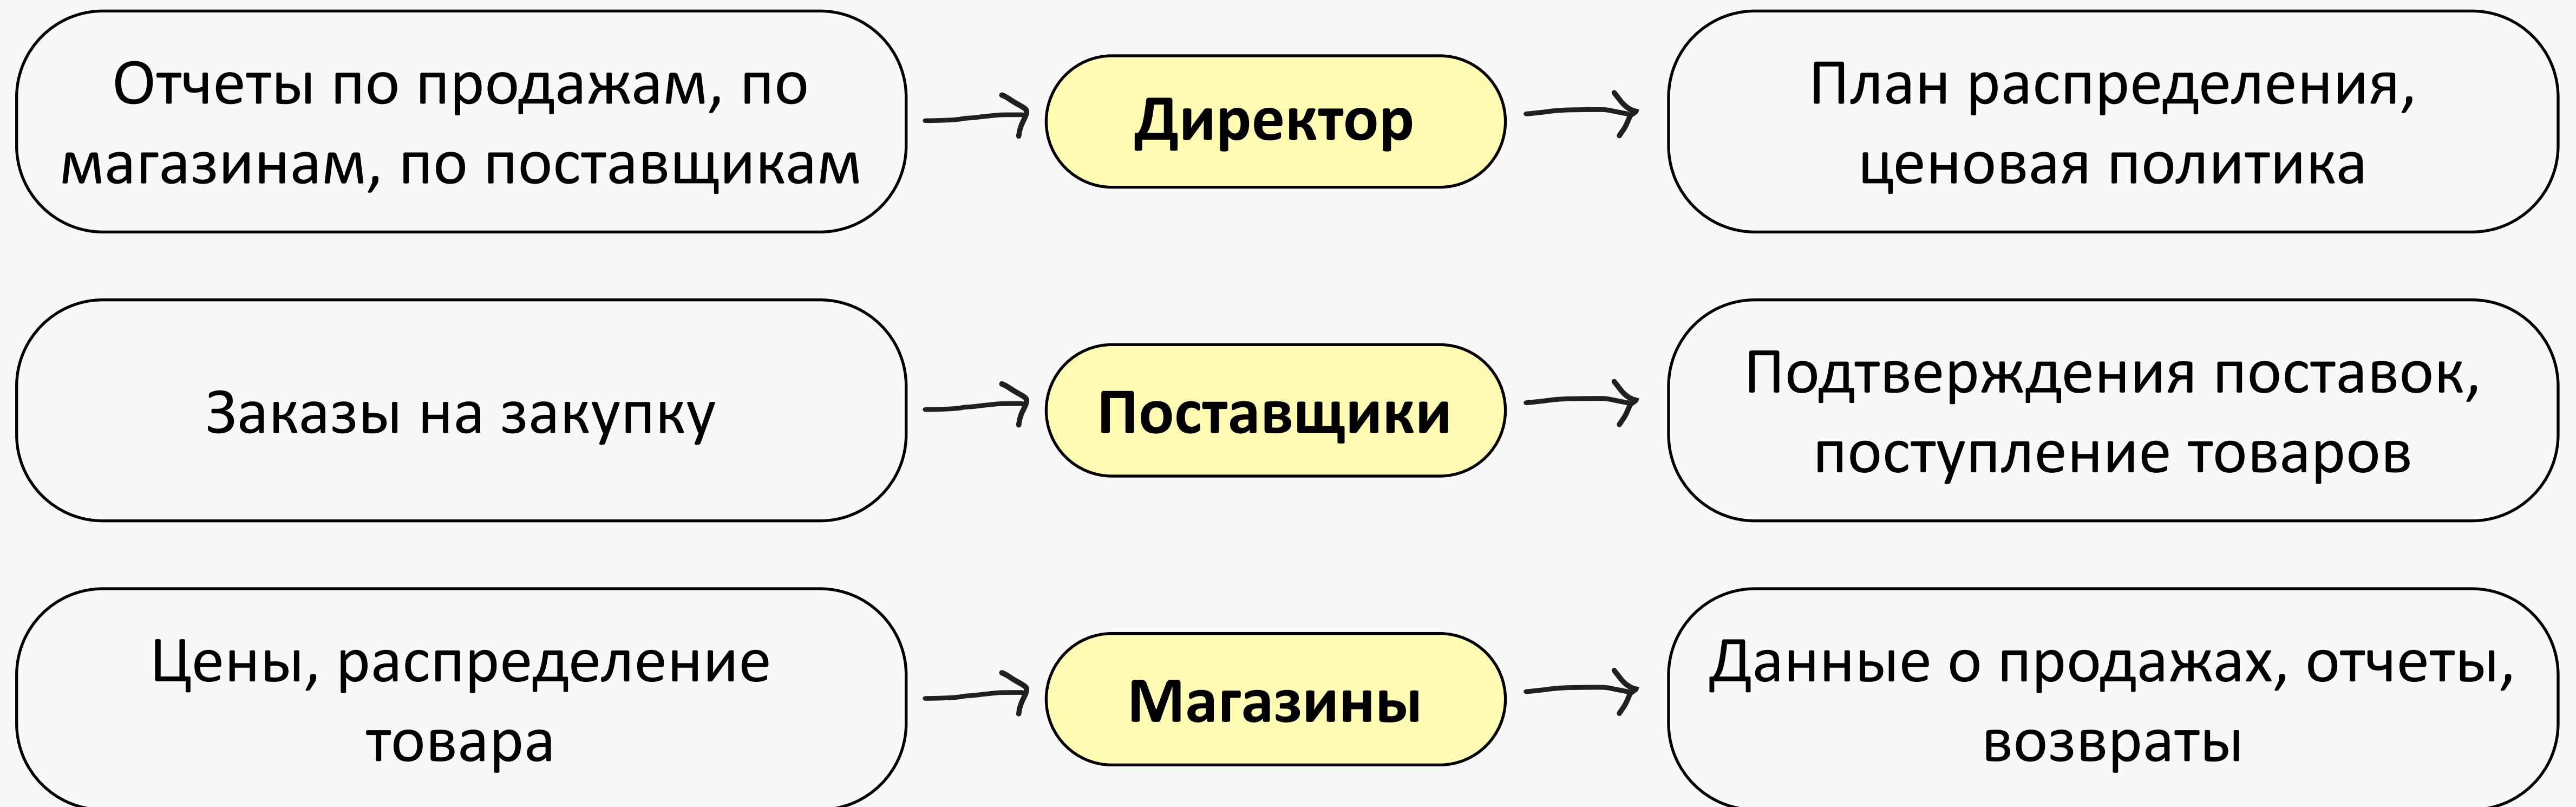 Отчеты по продажам, по
магазинам, по поставщикам
Директор
План распределения,
ценовая политика
Заказы на закупку
Поставщики
Подтверждения поставок,
поступление товаров
Цены, распределение
товара
Магазины
Данные о продажах, отчеты,
возвраты